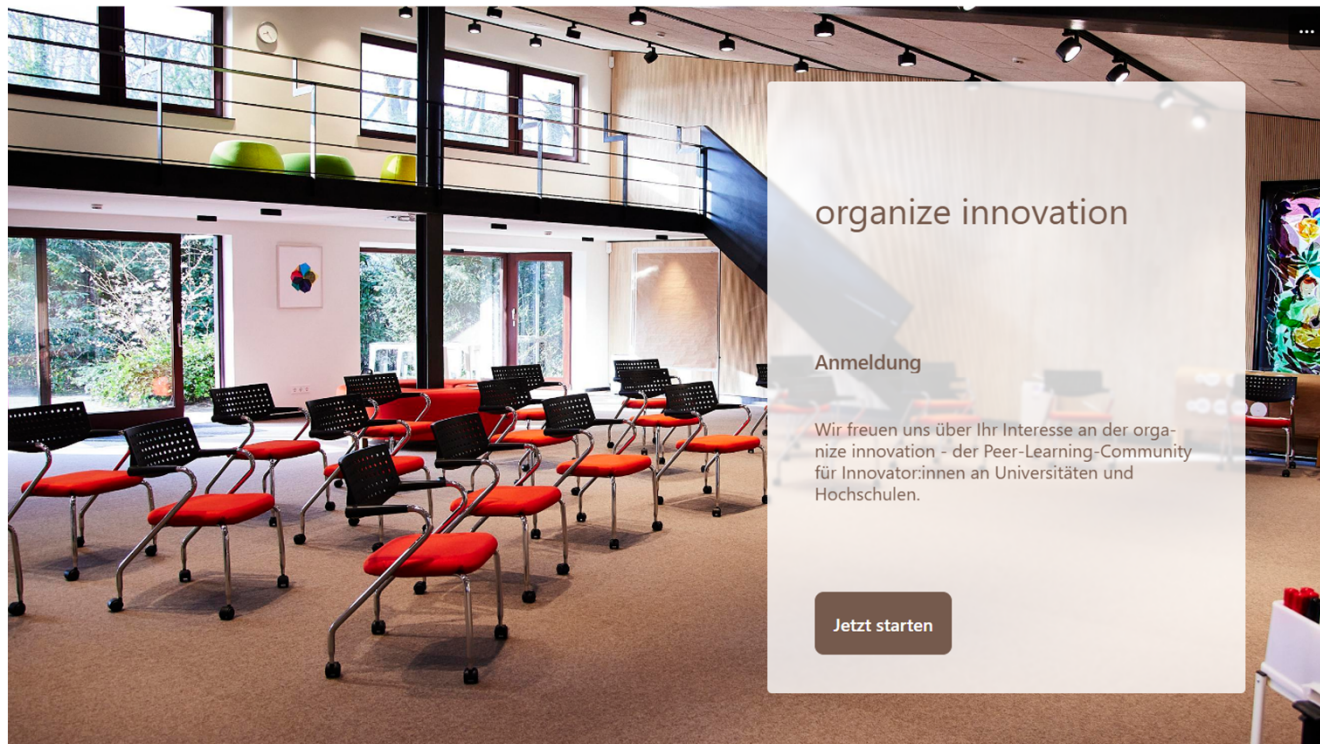 organize innovation
Anmeldung
Wir freuen uns über Ihr Interesse an der orga-
nize innovation - der Peer-Learning-Community
für Innovator:innen an Universitäten und
Hochschulen.
Jetzt starten